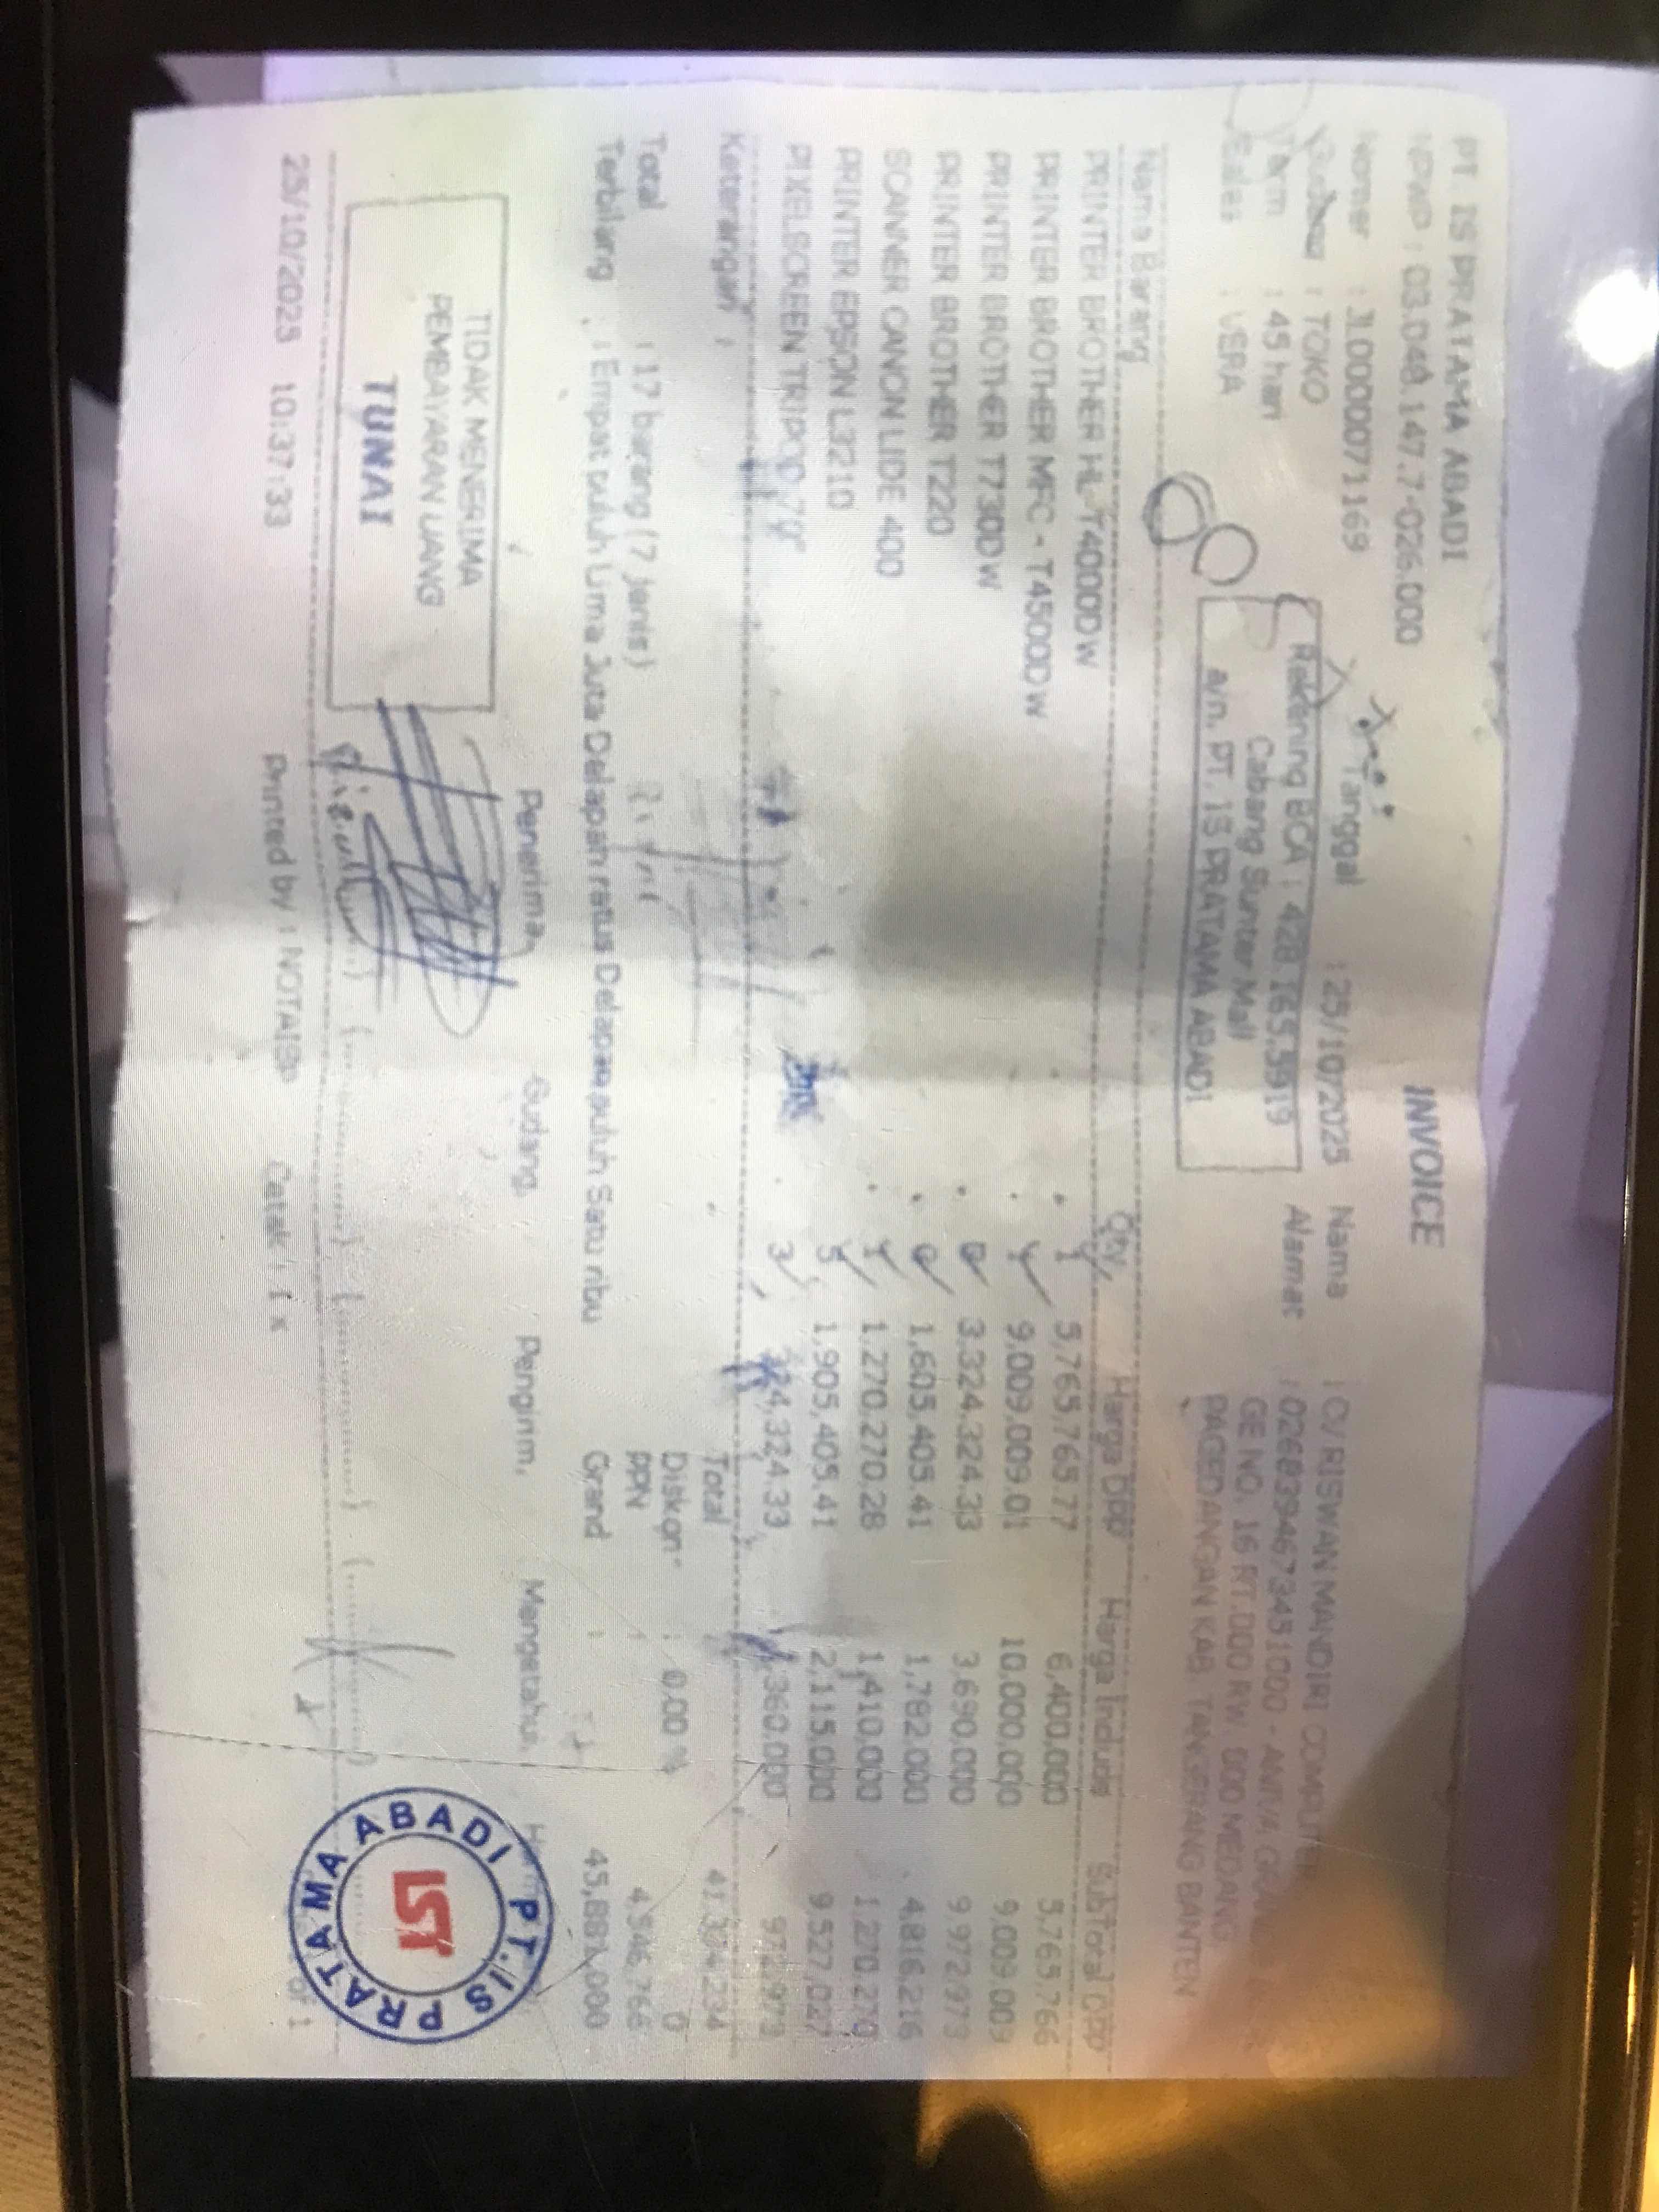 PT. IS PRATAMA ABADI
INVOICE
NPWP : 03.048.147.7-026.000
Nomer : 1000071169
Tanggal : 25/10/2025
Nama : CV RISWAN MANDIRI
Gudang : TOKO
Rekening BCA : 428.165.5919
Alamat
Term : 45 hari
Cabang Sunter Mall
GE NO. 16 RT.000 RW. 000 MEDANG
Sales : VERA
a/n. PT. IS PRATAMA ABADI
PAGEDANGAN KAB. TANGERANG BANTEN
Nama Barang Qty Harga Dpp Harga Include SubTotal Dpp
PRINTER BROTHER HL-T4000DW 1 5,765,765.77 6,400,000 5,765,766
PRINTER BROTHER MFC - T4500DW 1 9,009,009.01 10,000,000 9,009,009
PRINTER BROTHER T730DW 3,324,324.33 3,690,000 9,972,973
PRINTER BROTHER T220 1,605,405.41 1,782,000 4,816,216
SCANNER CANON LIDE 400 1 1,270,270.28 1,410,000 1,270,270
PRINTER EPSON L3210 5 1,905,405.41 2,115,000 9,527,027
PIXELSCREEN TRIPOD 70" 3 324,324.33 360,000 972,973
Keterangan :
Total 41,334,234
Total : 17 barang (7 jenis)
Diskon : 0.00 % 0
PPN : 4,546,766
Terbilang : Empat puluh Lima Juta Delapan ratus Delapan puluh Satu ribu
Grand : 45,881,000
Penerima, Gudang, Pengirim, Mengetahui,
TIDAK MENERIMA
PEMBAYARAN UANG
TUNAI
PT. IS PRATAMA ABADI
IST
25/10/2025 10:37:33 Printed by : NOTAISP Cetak : 1 x of 1